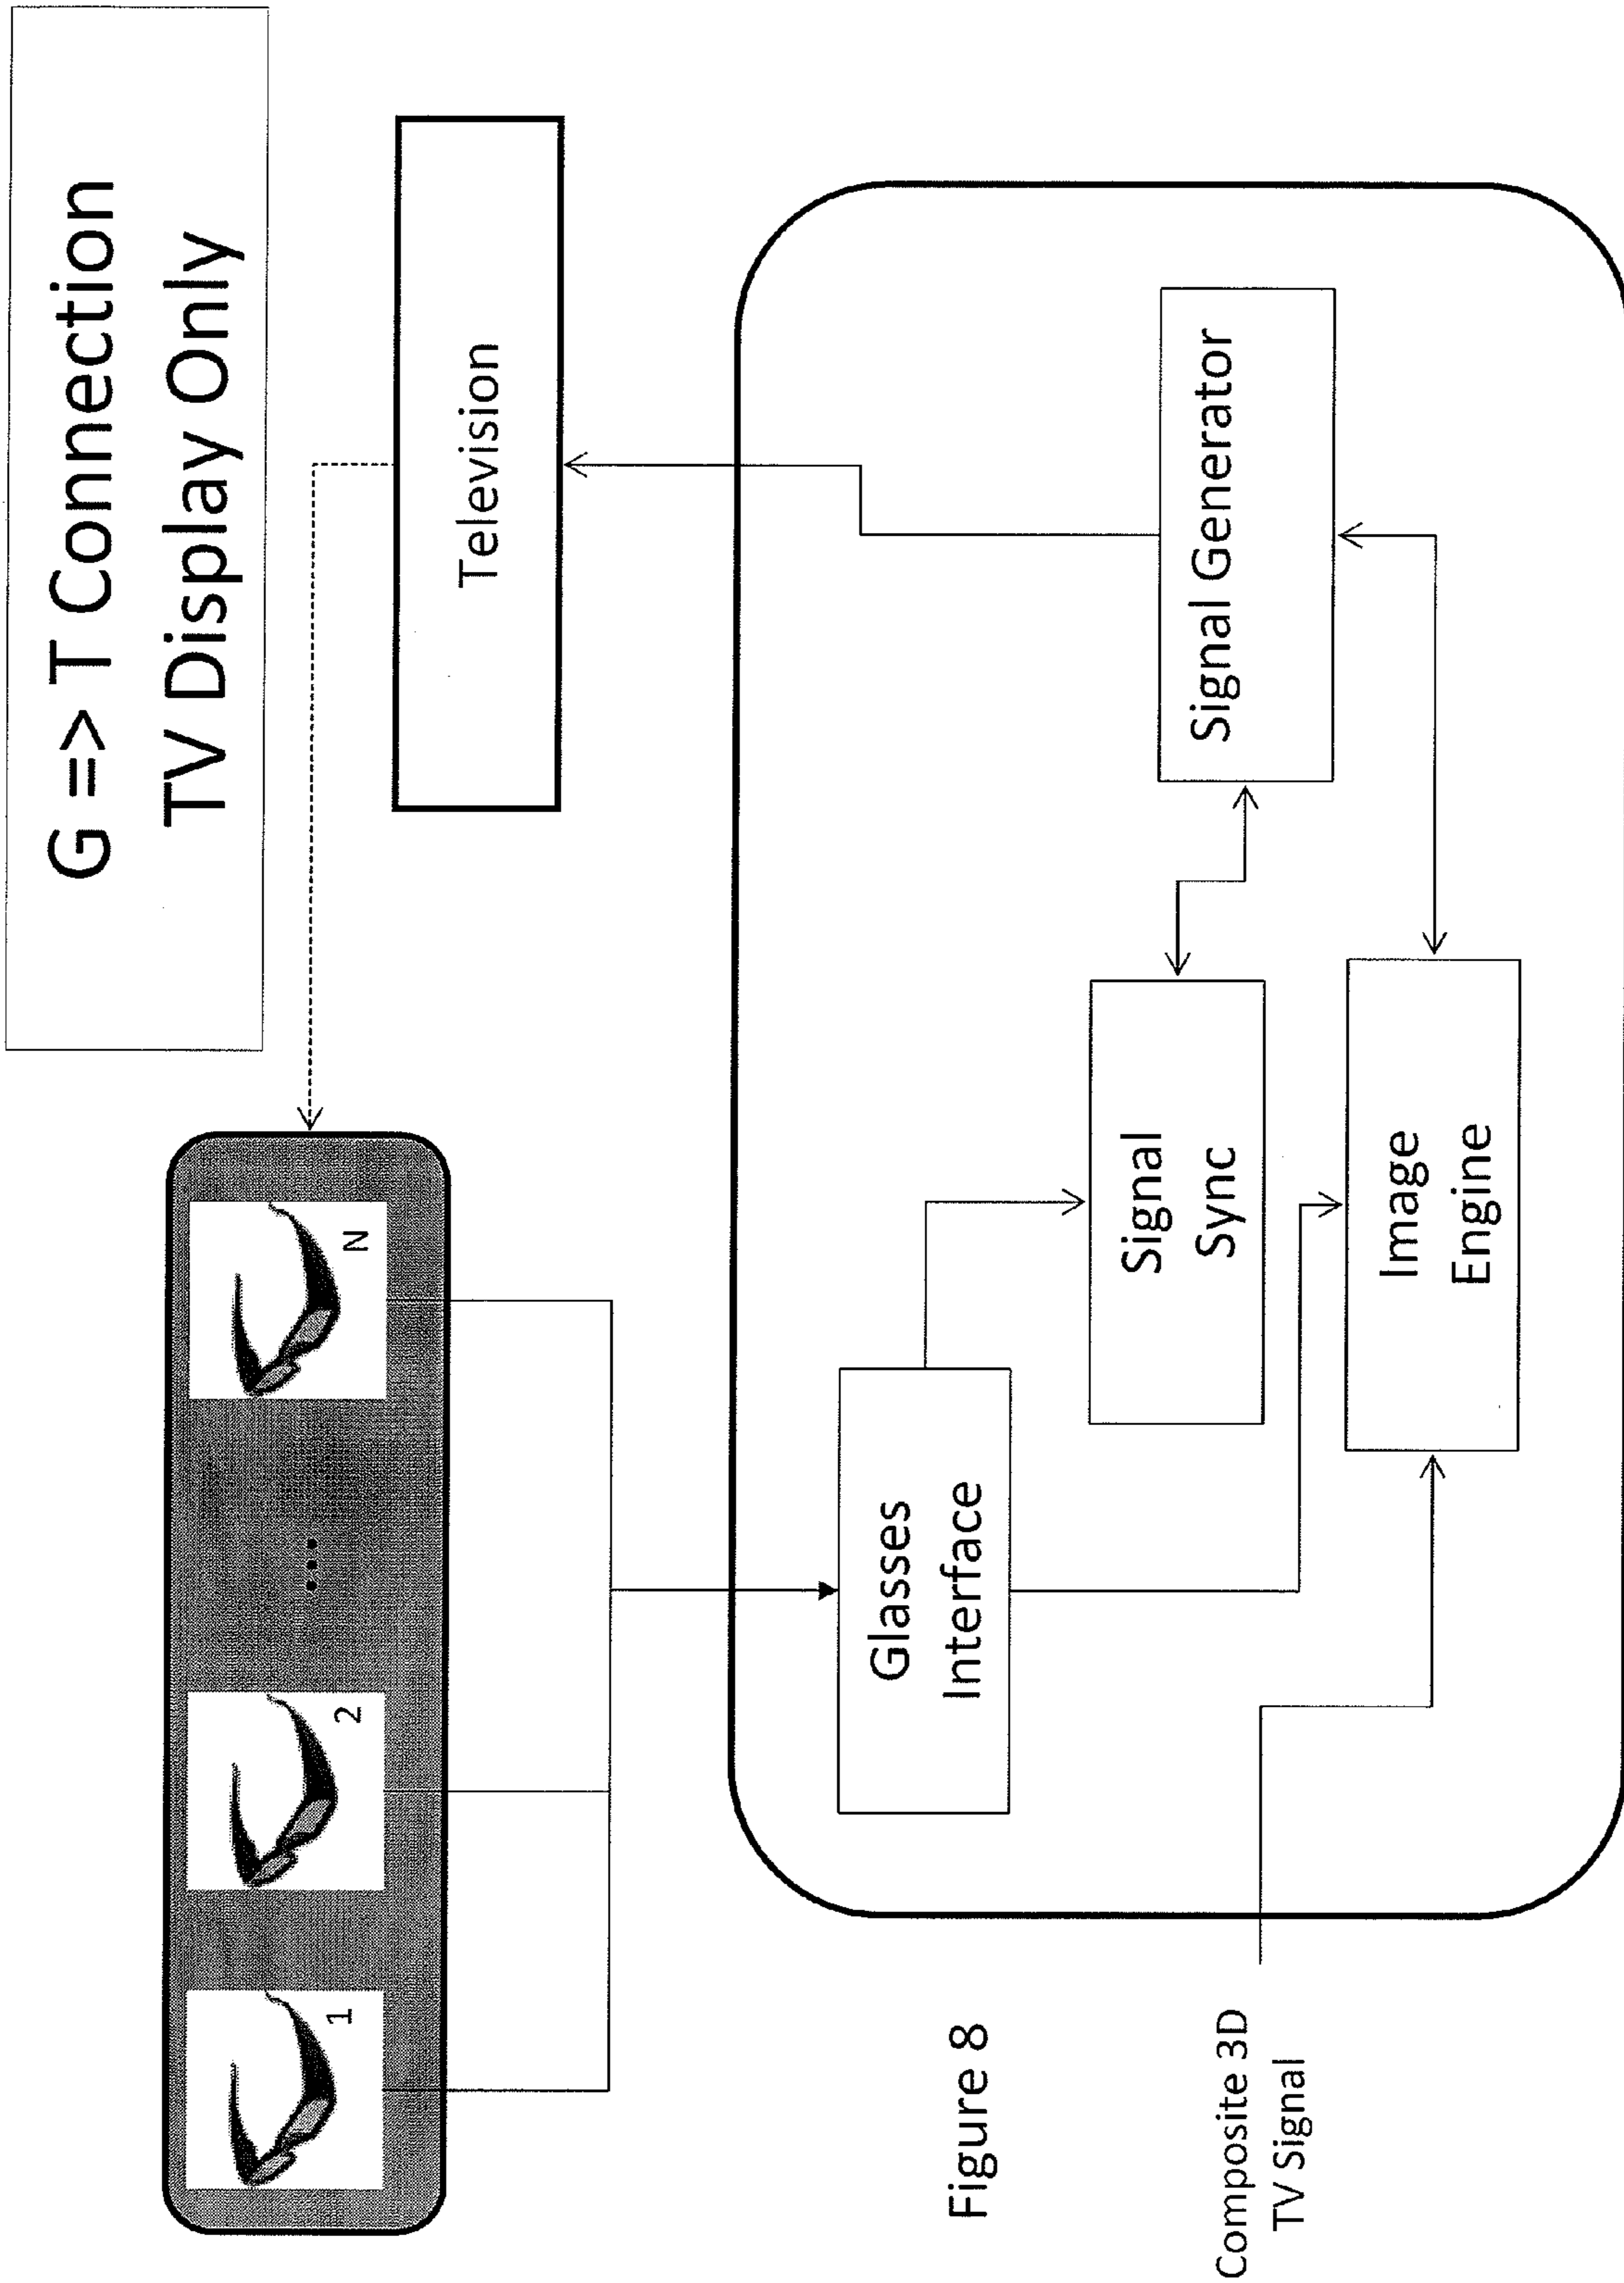 G => T Connection
TV Display Only
1
2
...
N
Television
Glasses
Interface
Signal
Sync
Signal Generator
Image
Engine
Figure 8
Composite 3D
TV Signal